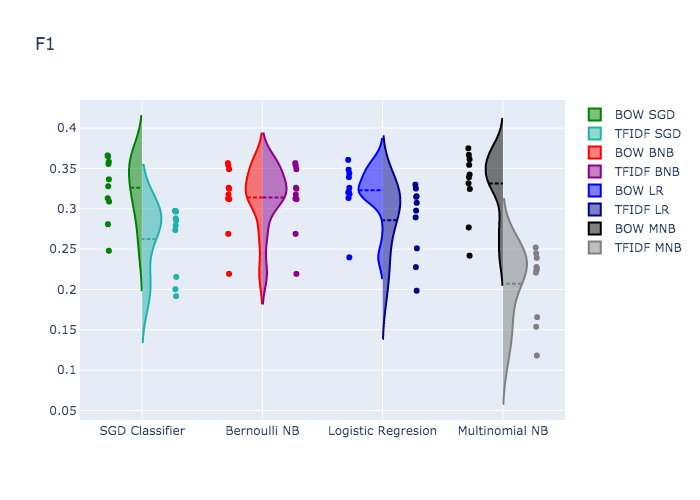 F1
0.4
0.35
0.3
0.25
0.2
0.15
0.1
0.05
SGD Classifier
Bernoulli NB
Logistic Regresion
Multinomial NB
BOW SGD
TFIDF SGD
BOW BNB
TFIDF BNB
BOW LR
TFIDF LR
BOW MNB
TFIDF MNB